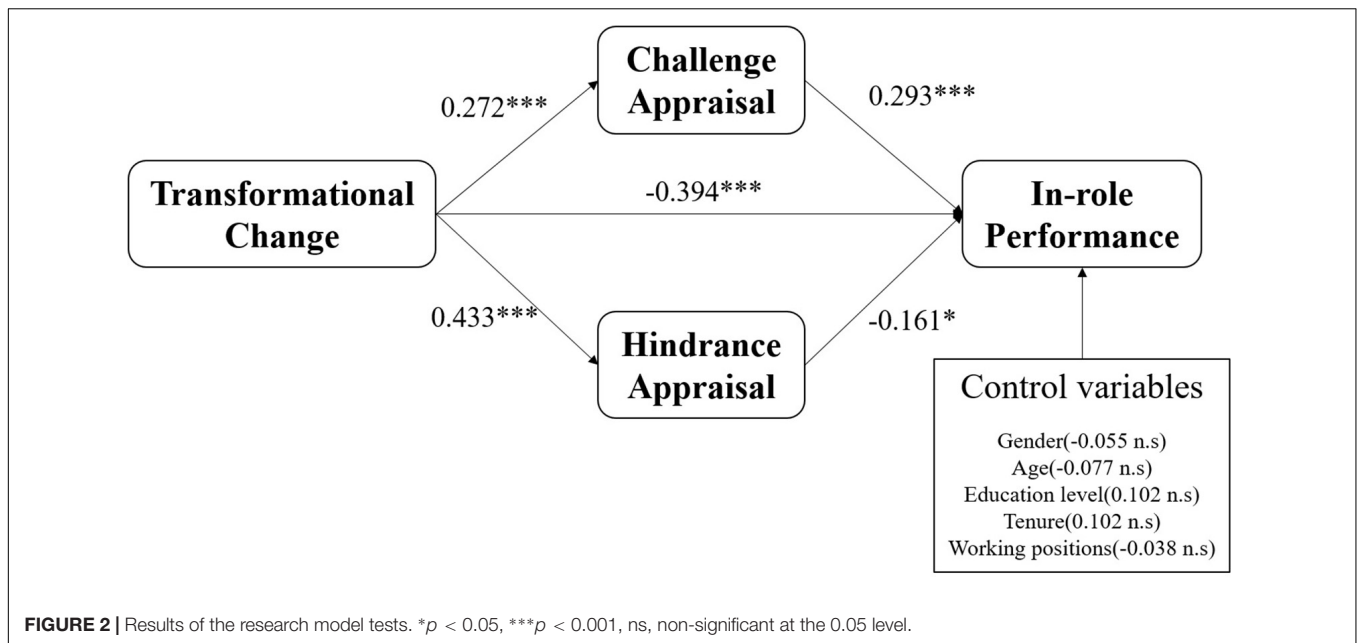 Challenge
Appraisal
0.272***
0.293***
Transformational
Change
-0.394***
In-role
Performance
0.433***
-0.161*
Hindrance
Appraisal
Control variables
Gender(-0.055 n.s)
Age(-0.077 n.s)
Education level(0.102 n.s)
Tenure(0.102 n.s)
Working positions(-0.038 n.s)
FIGURE 2 | Results of the research model tests. *p < 0.05, ***p < 0.001, ns, non-significant at the 0.05 level.